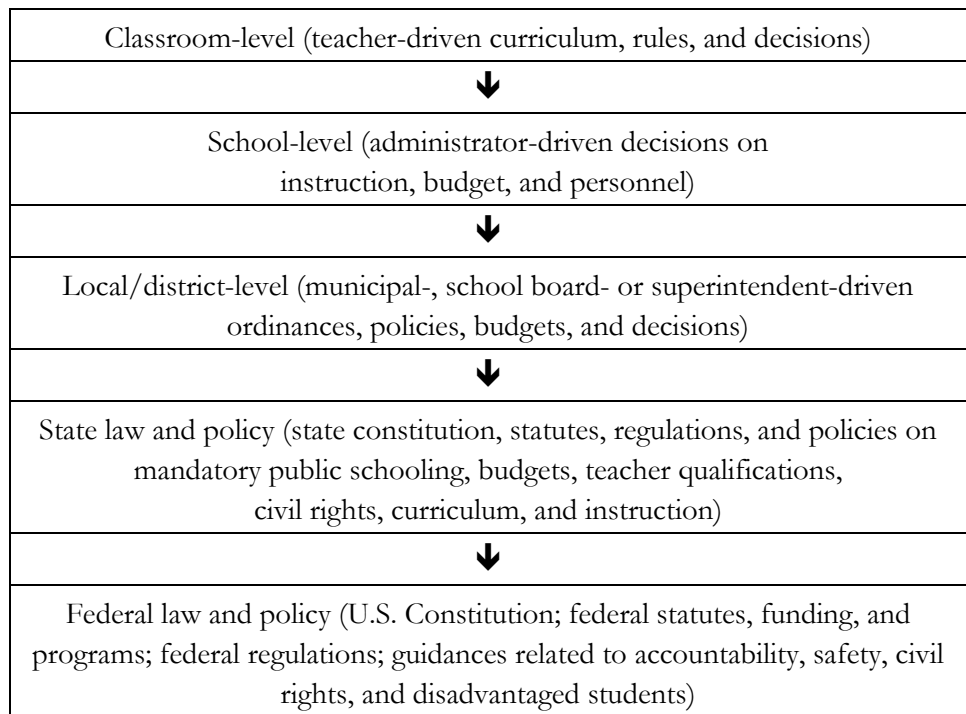 Classroom-level (teacher-driven curriculum, rules, and decisions)
🡻
School-level (administrator-driven decisions on
instruction, budget, and personnel)
🡻
Local/district-level (municipal-, school board- or superintendent-driven
ordinances, policies, budgets, and decisions)
🡻
State law and policy (state constitution, statutes, regulations, and policies on
mandatory public schooling, budgets, teacher qualifications,
civil rights, curriculum, and instruction)
🡻
Federal law and policy (U.S. Constitution; federal statutes, funding, and
programs; federal regulations; guidances related to accountability, safety, civil
rights, and disadvantaged students)